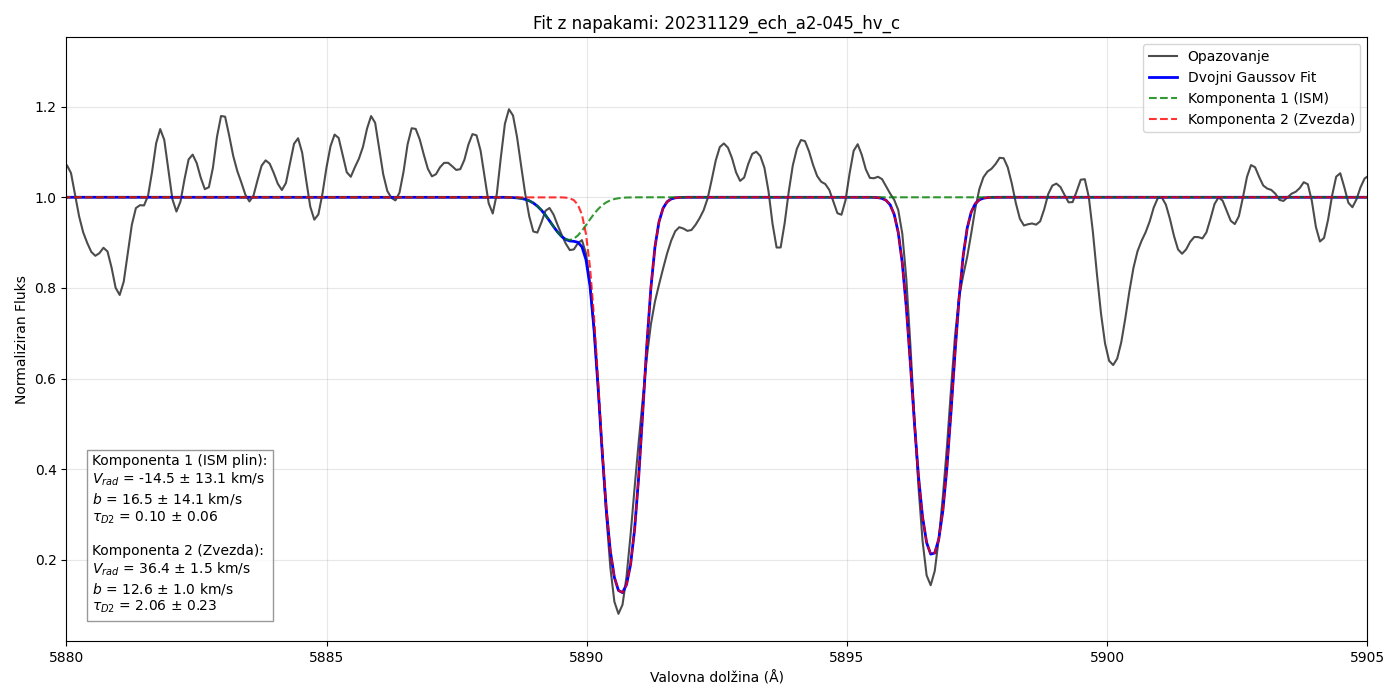 Fit z napakami: 20231129_ech_a2-045_hv_c
Opazovanje
Dvojni Gaussov Fit
Komponenta 1 (ISM)
Komponenta 2 (Zvezda)
Normaliziran Fluks
1.2
1.0
0.8
0.6
0.4
0.2
Komponenta 1 (ISM plin):
V_rad = -14.5 ± 13.1 km/s
b = 16.5 ± 14.1 km/s
τ_D2 = 0.10 ± 0.06
Komponenta 2 (Zvezda):
V_rad = 36.4 ± 1.5 km/s
b = 12.6 ± 1.0 km/s
τ_D2 = 2.06 ± 0.23
5880 5885 5890 5895 5900 5905
Valovna dolžina (Å)